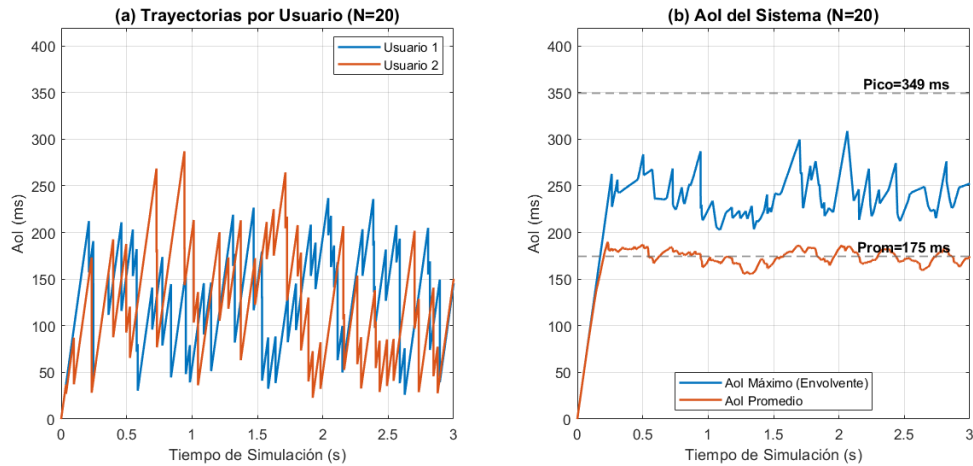 (a) Trayectorias por Usuario (N=20)
400
350
300
250
200
150
100
50
0
AoI (ms)
Usuario 1
Usuario 2
0 0.5 1 1.5 2 2.5 3
Tiempo de Simulación (s)
(b) AoI del Sistema (N=20)
400
350
300
250
200
150
100
50
0
AoI (ms)
Pico=349 ms
Prom=175 ms
AoI Máximo (Envolvente)
AoI Promedio
0 0.5 1 1.5 2 2.5 3
Tiempo de Simulación (s)